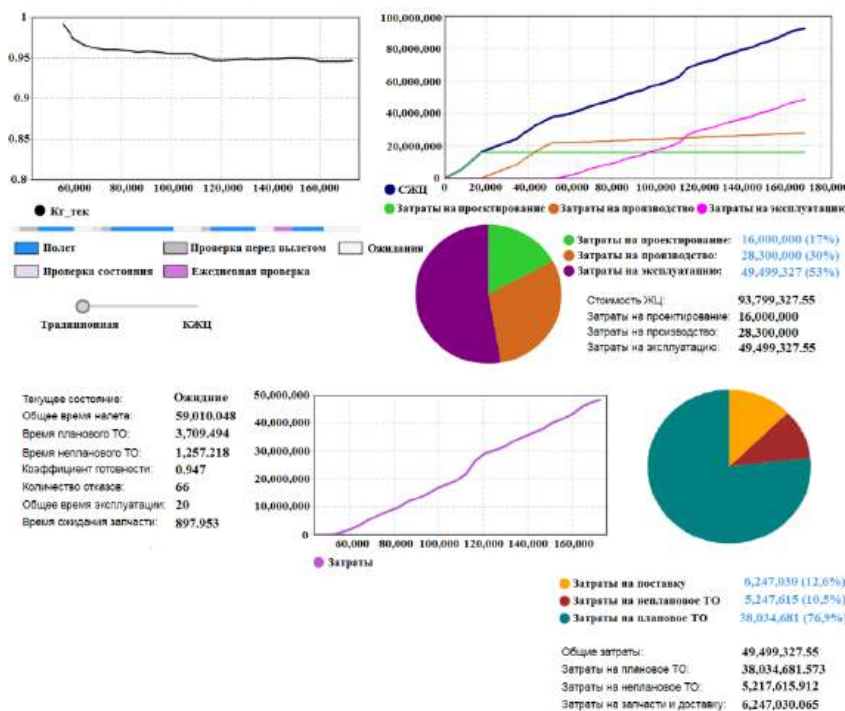 1
0.95
0.9
0.85
0.8
60,000 80,000 100,000 120,000 140,000 160,000
Кг_тек
Полет Проверка перед вылетом Ожидания
Проверка состояния Ежедневная проверка
Традиционная КЖЦ
100,000,000
80,000,000
60,000,000
40,000,000
20,000,000
0
0 20,000 40,000 60,000 80,000 100,000 120,000 140,000 160,000 180,000
СЖЦ
Затраты на проектирование Затраты на производство Затраты на эксплуатацию
Затраты на проектирование: 16,000,000 (17%)
Затраты на производство: 28,300,000 (30%)
Затраты на эксплуатацию: 49,499,327 (53%)
Стоимость ЖЦ: 93,799,327.55
Затраты на проектирование: 16,000,000
Затраты на производство: 28,300,000
Затраты на эксплуатацию: 49,499,327.55
Текущее состояние: Ожидание
Общее время налета: 59,010.048
Время планового ТО: 3,709.494
Время непланового ТО: 1,257.218
Коэффициент готовности: 0.947
Количество отказов: 66
Общее время эксплуатации: 20
Время ожидания запчасти: 897.953
50,000,000
40,000,000
30,000,000
20,000,000
10,000,000
0
60,000 80,000 100,000 120,000 140,000 160,000
Затраты
Затраты на поставку 6,247,030 (12,6%)
Затраты на неплановое ТО 5,247,615 (10,5%)
Затраты на плановое ТО 38,034,681 (76,9%)
Общие затраты: 49,499,327.55
Затраты на плановое ТО: 38,034,681.573
Затраты на неплановое ТО: 5,217,615.912
Затраты на запчасти и доставку: 6,247,030.065